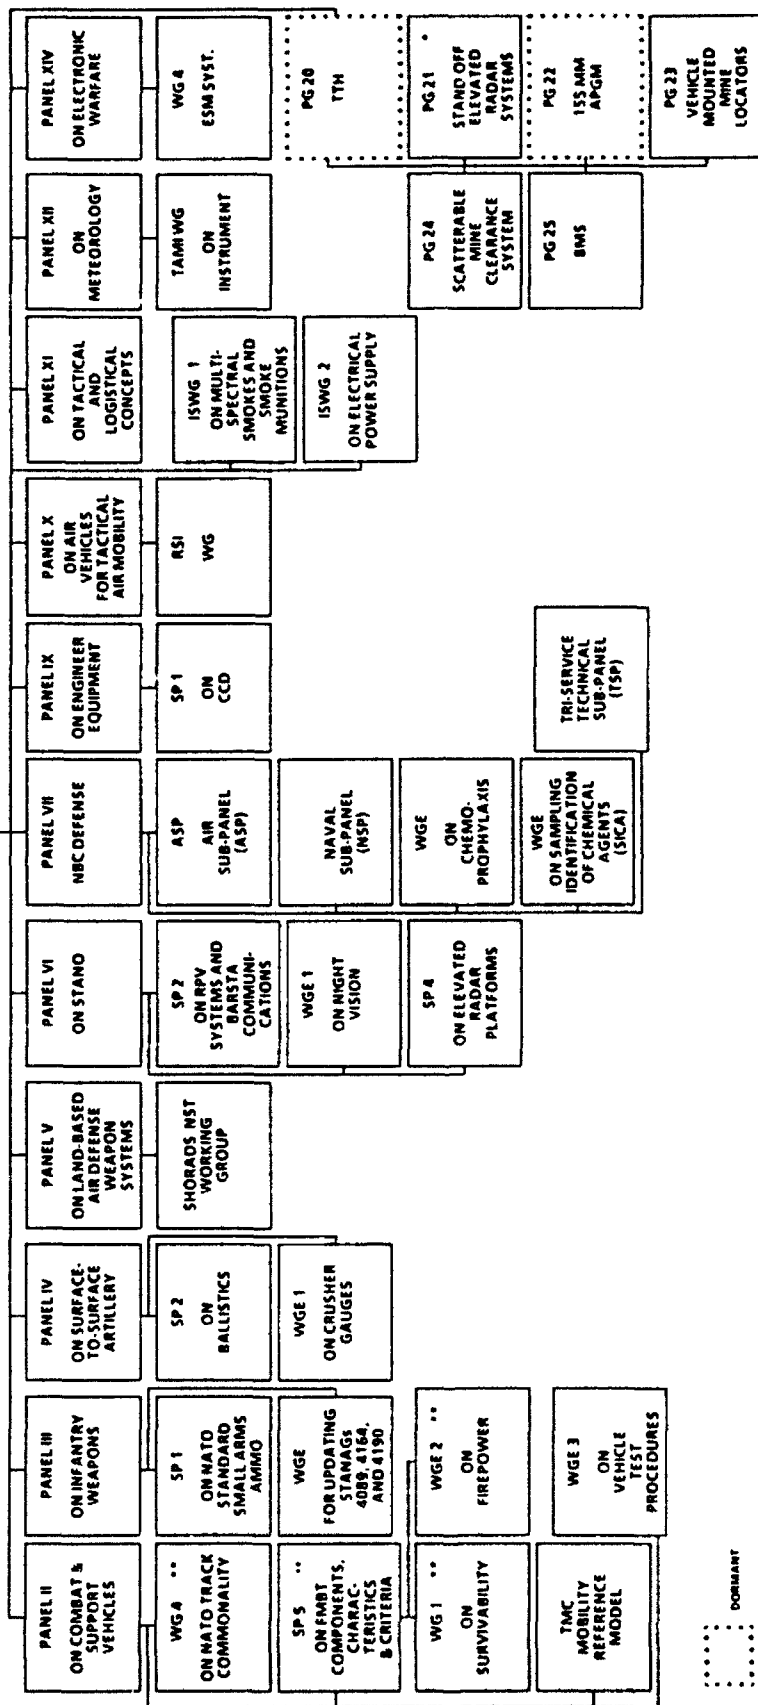 PANEL II
ON COMBAT &
SUPPORT
VEHICLES
WG 4 **
ON NATO TRACK
COMMONALITY
SP 5 **
ON FMBT
COMPONENTS,
CHARAC-
TERISTICS
& CRITERIA
WG 1 **
ON
SURVIVABILITY
TMC
MOBILITY
REFERENCE
MODEL
PANEL III
ON INFANTRY
WEAPONS
SP 1
ON NATO
STANDARD
SMALL ARMS
AMMO
WGE
FOR UPDATING
STANAGs
4089, 4164,
AND 4190
WGE 2 **
ON
FIREPOWER
WGE 3
ON
VEHICLE
TEST
PROCEDURES
PANEL IV
ON SURFACE-
TO-SURFACE
ARTILLERY
SP 2
ON
BALLISTICS
WGE 1
ON CRUSHER
GAUGES
PANEL V
ON LAND-BASED
AIR DEFENSE
WEAPON
SYSTEMS
SHORADS NST
WORKING
GROUP
PANEL VI
ON STANO
SP 2
ON RPV
SYSTEMS AND
BARSTA
COMMUNI-
CATIONS
WGE 1
ON NIGHT
VISION
SP 4
ON ELEVATED
RADAR
PLATFORMS
PANEL VII
NBC DEFENSE
ASP
AIR
SUB-PANEL
(ASP)
NAVAL
SUB-PANEL
(NSP)
WGE
ON
CHEMO-
PROPHYLAXIS
WGE
ON SAMPLING
IDENTIFICATION
OF CHEMICAL
AGENTS
(SICA)
TRI-SERVICE
TECHNICAL
SUB-PANEL
(TSP)
PANEL IX
ON ENGINEER
EQUIPMENT
SP 1
ON
CCD
PANEL X
ON AIR
VEHICLES
FOR TACTICAL
AIR MOBILITY
RSI
WG
PANEL XI
ON TACTICAL
AND
LOGISTICAL
CONCEPTS
ISWG 1
ON MULTI-
SPECTRAL
SMOKES AND
SMOKE
MUNITIONS
ISWG 2
ON ELECTRICAL
POWER SUPPLY
PANEL XII
ON
METEOROLOGY
TAMI WG
ON
INSTRUMENT
PG 24
SCATTERABLE
MINE
CLEARANCE
SYSTEM
PG 25
BMS
PANEL XIV
ON ELECTRONIC
WARFARE
WG 4
ESM SYST.
PG 20
TTH
PG 21 *
STAND OFF
ELEVATED
RADAR
SYSTEMS
PG 22
155 MM
APGM
PG 23
VEHICLE
MOUNTED
MINE
LOCATORS
DORMANT